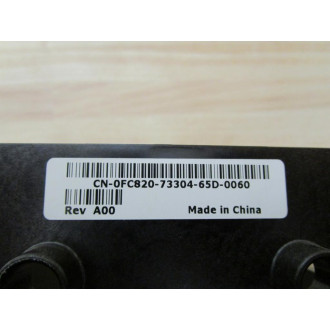 CN-0FC820-73304-65D-0060
Rev A00 Made in China